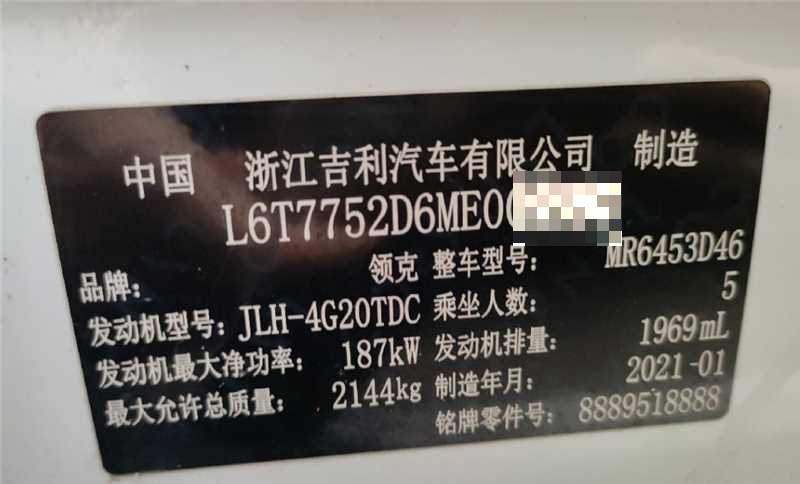 中国 浙江吉利汽车有限公司 制造
L6T7752D6ME0
品牌: 领克 整车型号: MR6453D46
发动机型号: JLH-4G20TDC 乘坐人数: 5
发动机最大净功率: 187kW 发动机排量: 1969mL
最大允许总质量: 2144kg 制造年月: 2021-01
铭牌零件号: 8889518888